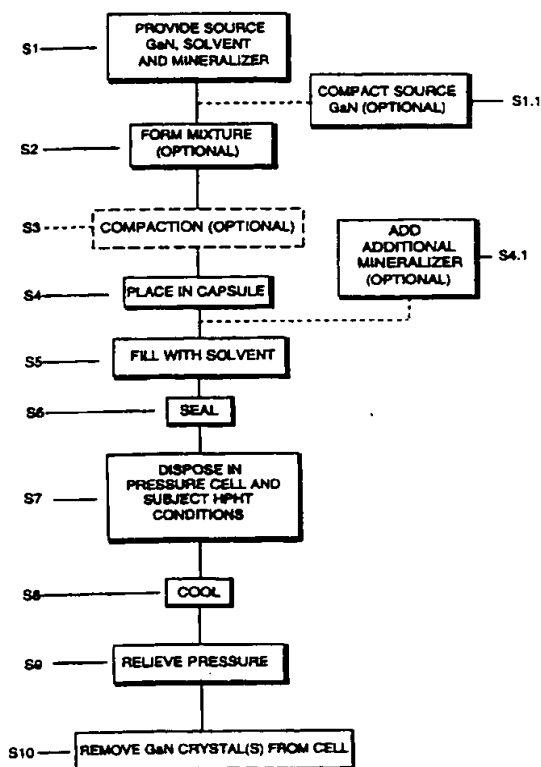 PROVIDE SOURCE
GaN, SOLVENT
AND MINERALIZER
S1
COMPACT SOURCE
GaN (OPTIONAL)
S1.1
FORM MIXTURE
(OPTIONAL)
S2
COMPACTION (OPTIONAL)
S3
ADD
ADDITIONAL
MINERALIZER
(OPTIONAL)
S4.1
PLACE IN CAPSULE
S4
FILL WITH SOLVENT
S5
SEAL
S6
DISPOSE IN
PRESSURE CELL AND
SUBJECT HPHT
CONDITIONS
S7
COOL
S8
RELIEVE PRESSURE
S9
REMOVE GaN CRYSTAL(S) FROM CELL
S10